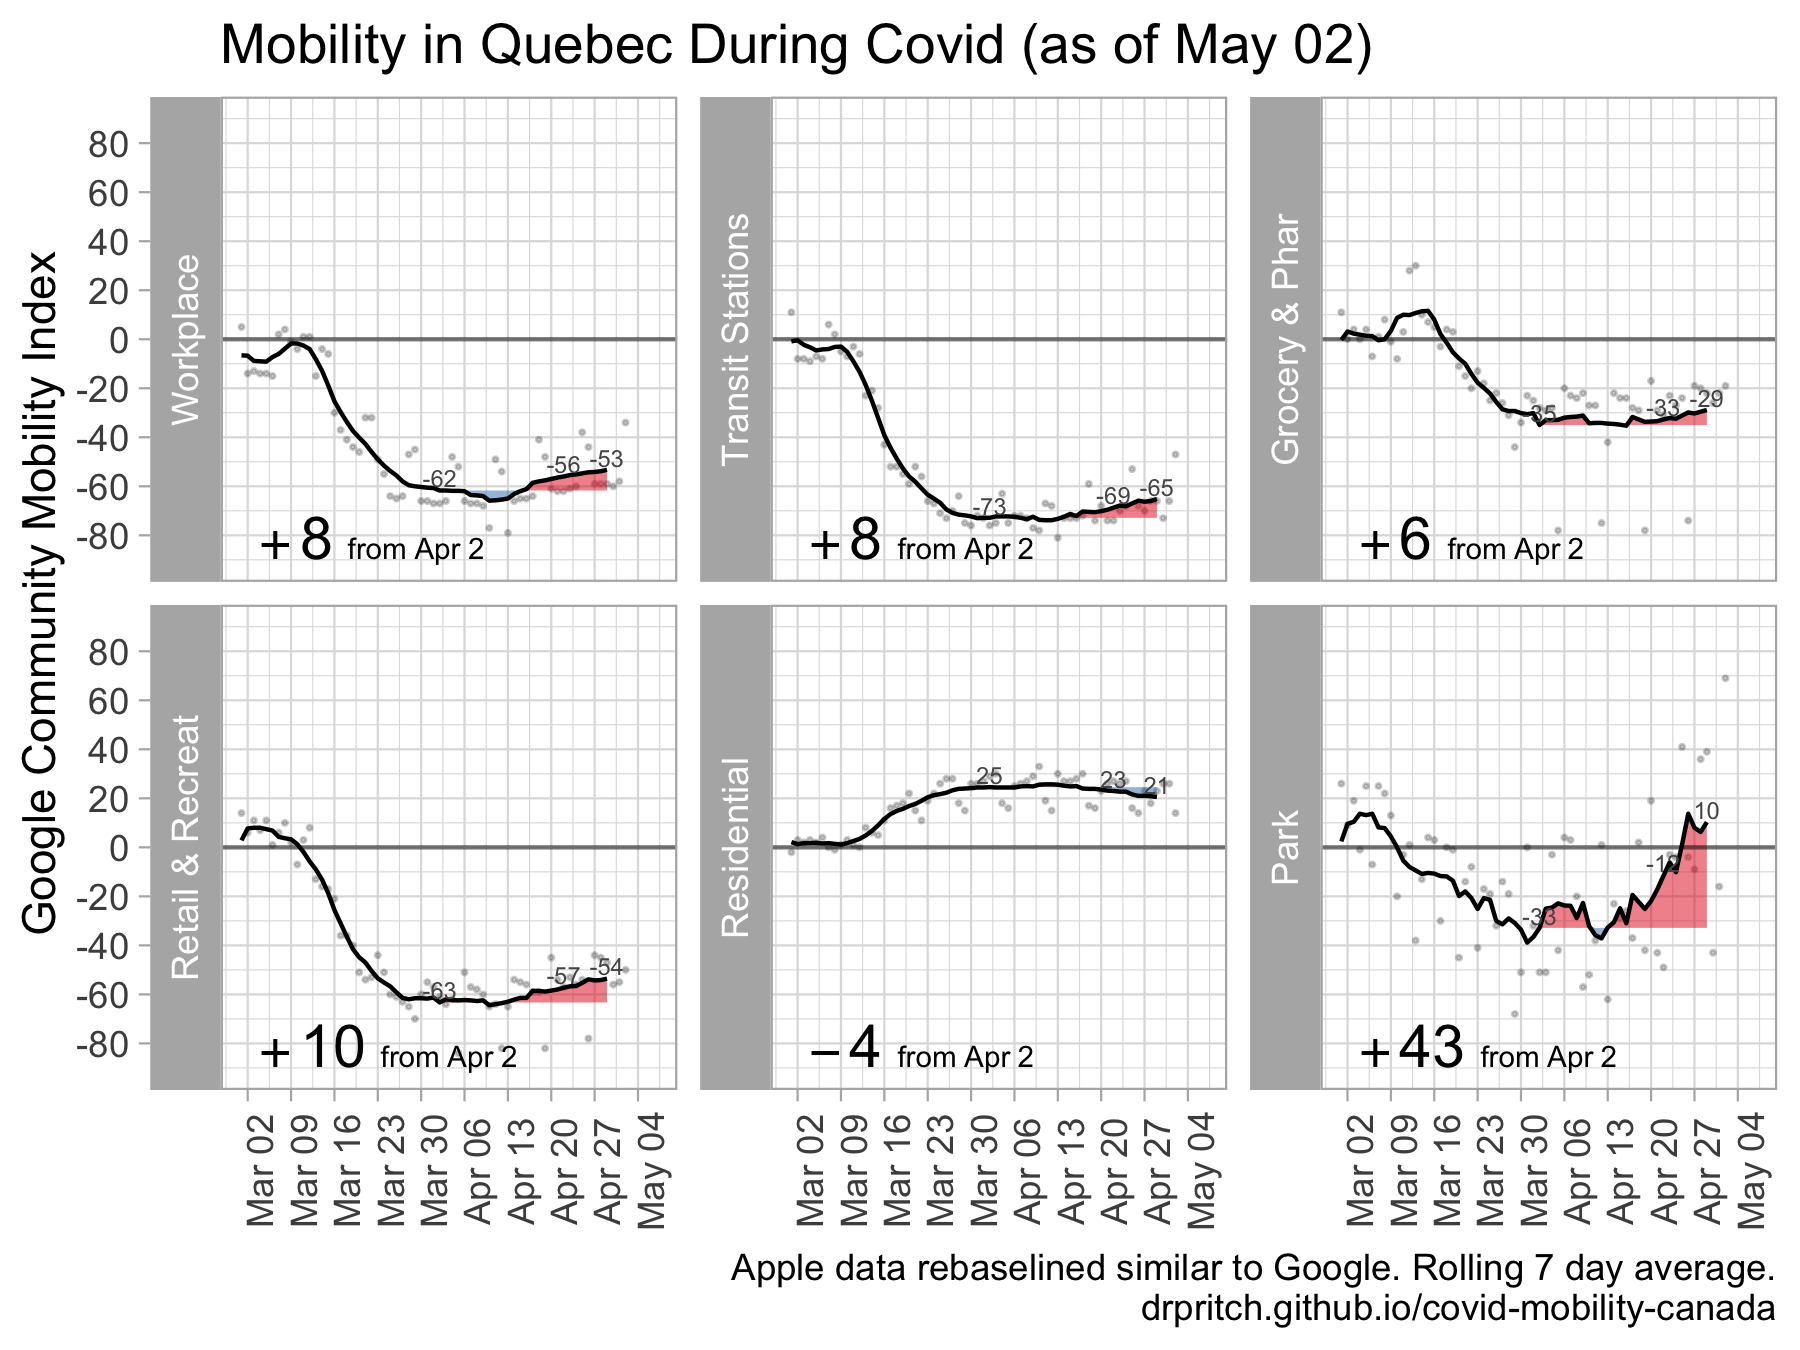 Mobility in Quebec During Covid (as of May 02)
Google Community Mobility Index
Workplace
80
60
40
20
0
-20
-40
-60
-80
-62
-56
-53
+8 from Apr 2
Transit Stations
-73
-69
-65
+8 from Apr 2
Grocery & Phar
-35
-33
-29
+6 from Apr 2
Retail & Recreat
80
60
40
20
0
-20
-40
-60
-80
-63
-57
-54
+10 from Apr 2
Residential
25
23
21
−4 from Apr 2
Park
-33
10
+43 from Apr 2
Mar 02 Mar 09 Mar 16 Mar 23 Mar 30 Apr 06 Apr 13 Apr 20 Apr 27 May 04
Mar 02 Mar 09 Mar 16 Mar 23 Mar 30 Apr 06 Apr 13 Apr 20 Apr 27 May 04
Mar 02 Mar 09 Mar 16 Mar 23 Mar 30 Apr 06 Apr 13 Apr 20 Apr 27 May 04
Apple data rebaselined similar to Google. Rolling 7 day average.
drpritch.github.io/covid-mobility-canada